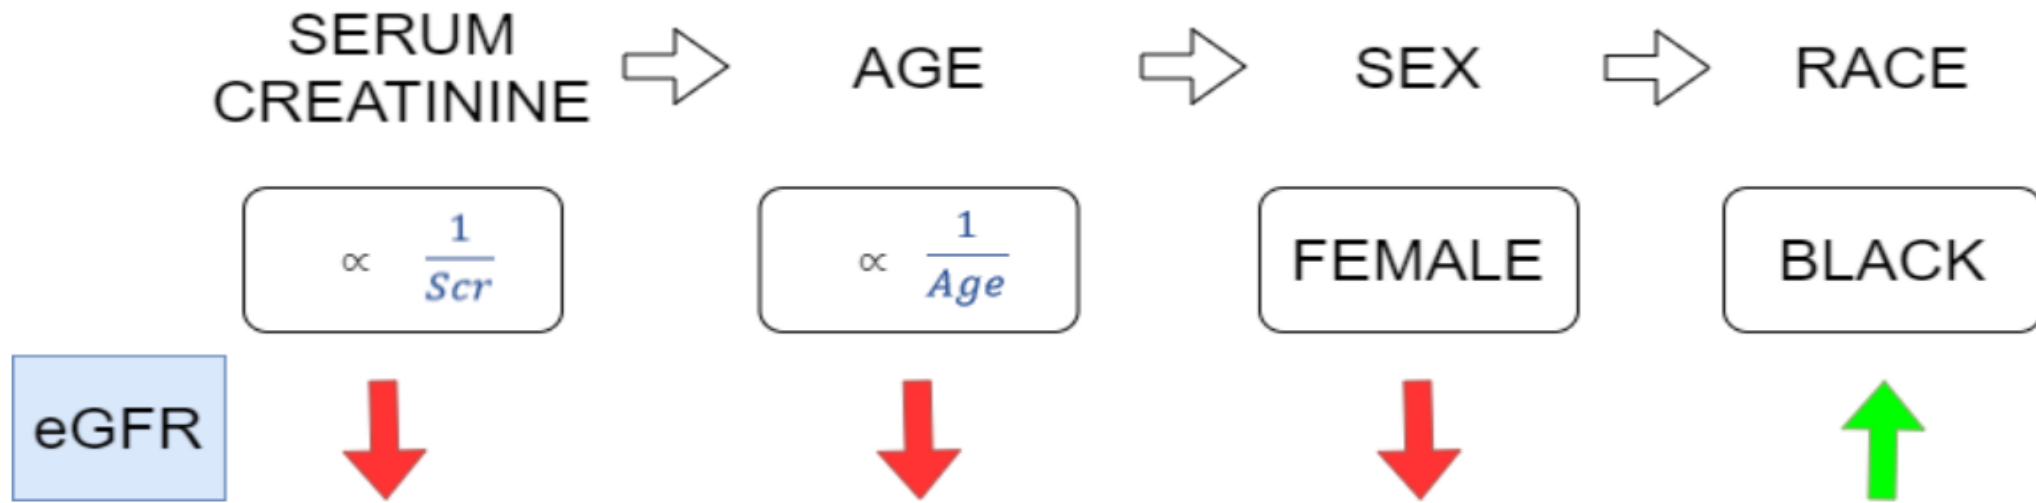 SERUM
CREATININE
AGE
SEX
RACE
∝ 1/Scr
∝ 1/Age
FEMALE
BLACK
eGFR